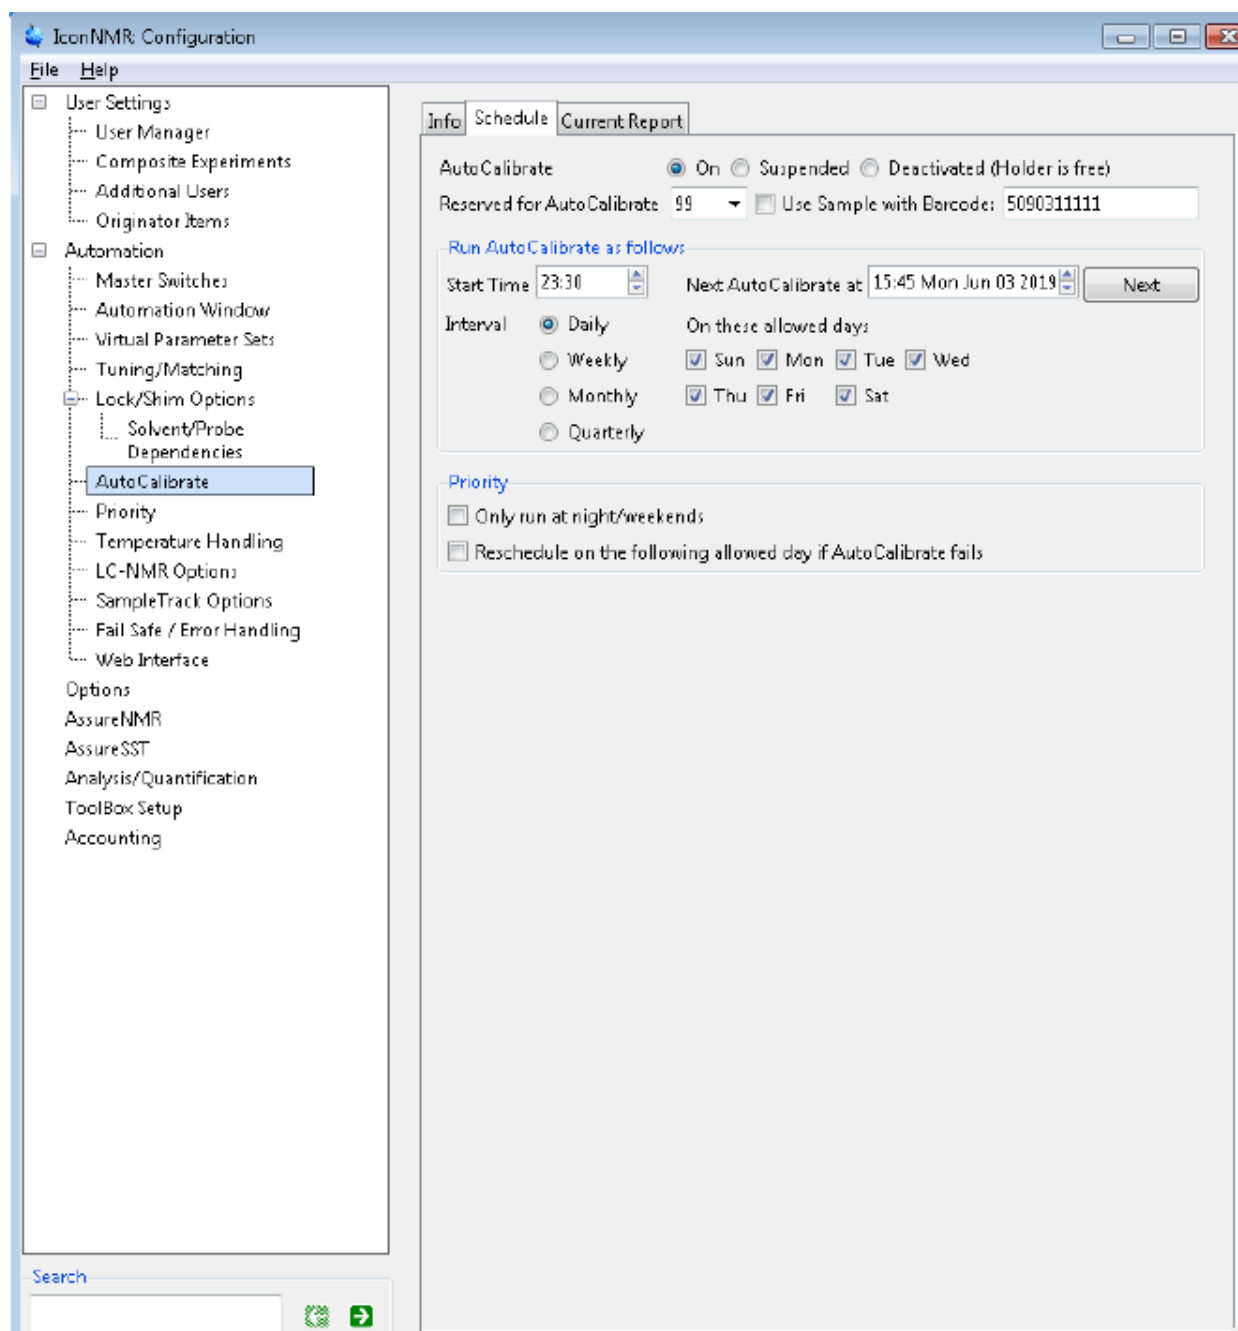 IconNMR: Configuration
File Help
User Settings
User Manager
Composite Experiments
Additional Users
Originator Items
Automation
Master Switches
Automation Window
Virtual Parameter Sets
Tuning/Matching
Lock/Shim Options
Solvent/Probe
Dependencies
AutoCalibrate
Priority
Temperature Handling
LC-NMR Options
SampleTrack Options
Fail Safe / Error Handling
Web Interface
Options
AssureNMR
AssureSST
Analysis/Quantification
ToolBox Setup
Accounting
Search
Info Schedule Current Report
AutoCalibrate On Suspended Deactivated (Holder is free)
Reserved for AutoCalibrate 99 Use Sample with Barcode: 5090311111
Run AutoCalibrate as follows
Start Time 23:30 Next AutoCalibrate at 15:45 Mon Jun 03 2019 Next
Interval Daily On these allowed days
Weekly Sun Mon Tue Wed
Monthly Thu Fri Sat
Quarterly
Priority
Only run at night/weekends
Reschedule on the following allowed day if AutoCalibrate fails